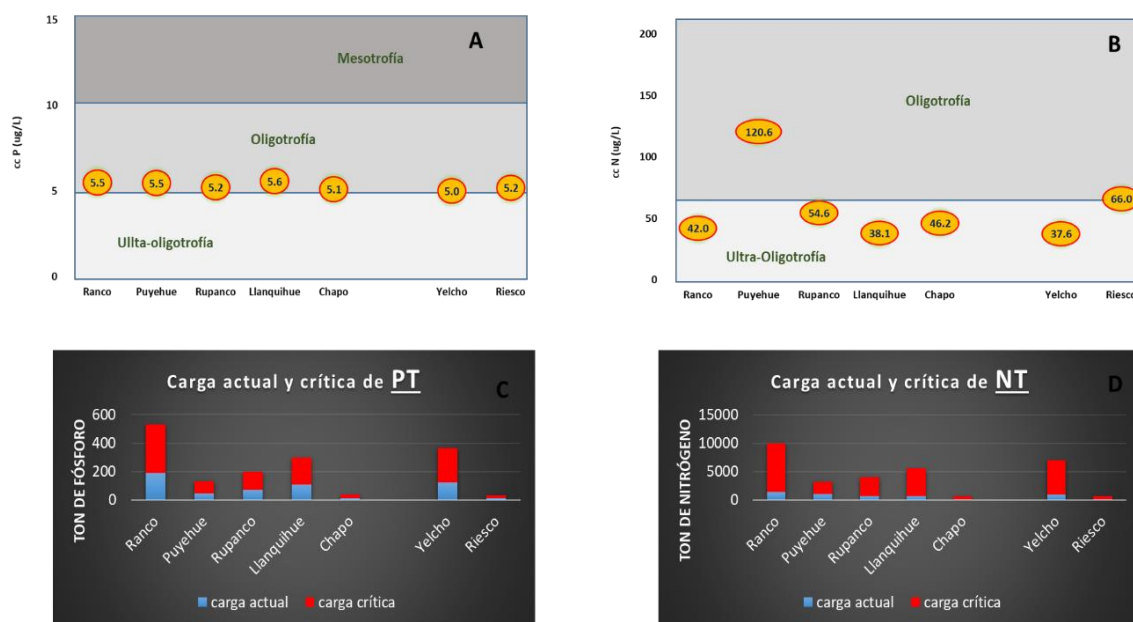 A
cc P (ug/L)
15
10
5
0
Mesotrofía
Oligotrofía
Ullta-oligotrofía
5.5
5.5
5.2
5.6
5.1
5.0
5.2
Ranco
Puyehue
Rupanco
Llanquihue
Chapo
Yelcho
Riesco
B
cc N (ug/L)
200
150
100
50
0
Oligotrofía
Ultra-Oligotrofía
42.0
120.6
54.6
38.1
46.2
37.6
66.0
Ranco
Puyehue
Rupanco
Llanquihue
Chapo
Yelcho
Riesco
Carga actual y crítica de PT
C
TON DE FÓSFORO
600
400
200
0
Ranco
Puyehue
Rupanco
Llanquihue
Chapo
Yelcho
Riesco
carga actual
carga crítica
Carga actual y crítica de NT
D
TON DE NITRÓGENO
15000
10000
5000
0
Ranco
Puyehue
Rupanco
Llanquihue
Chapo
Yelcho
Riesco
carga actual
carga crítica